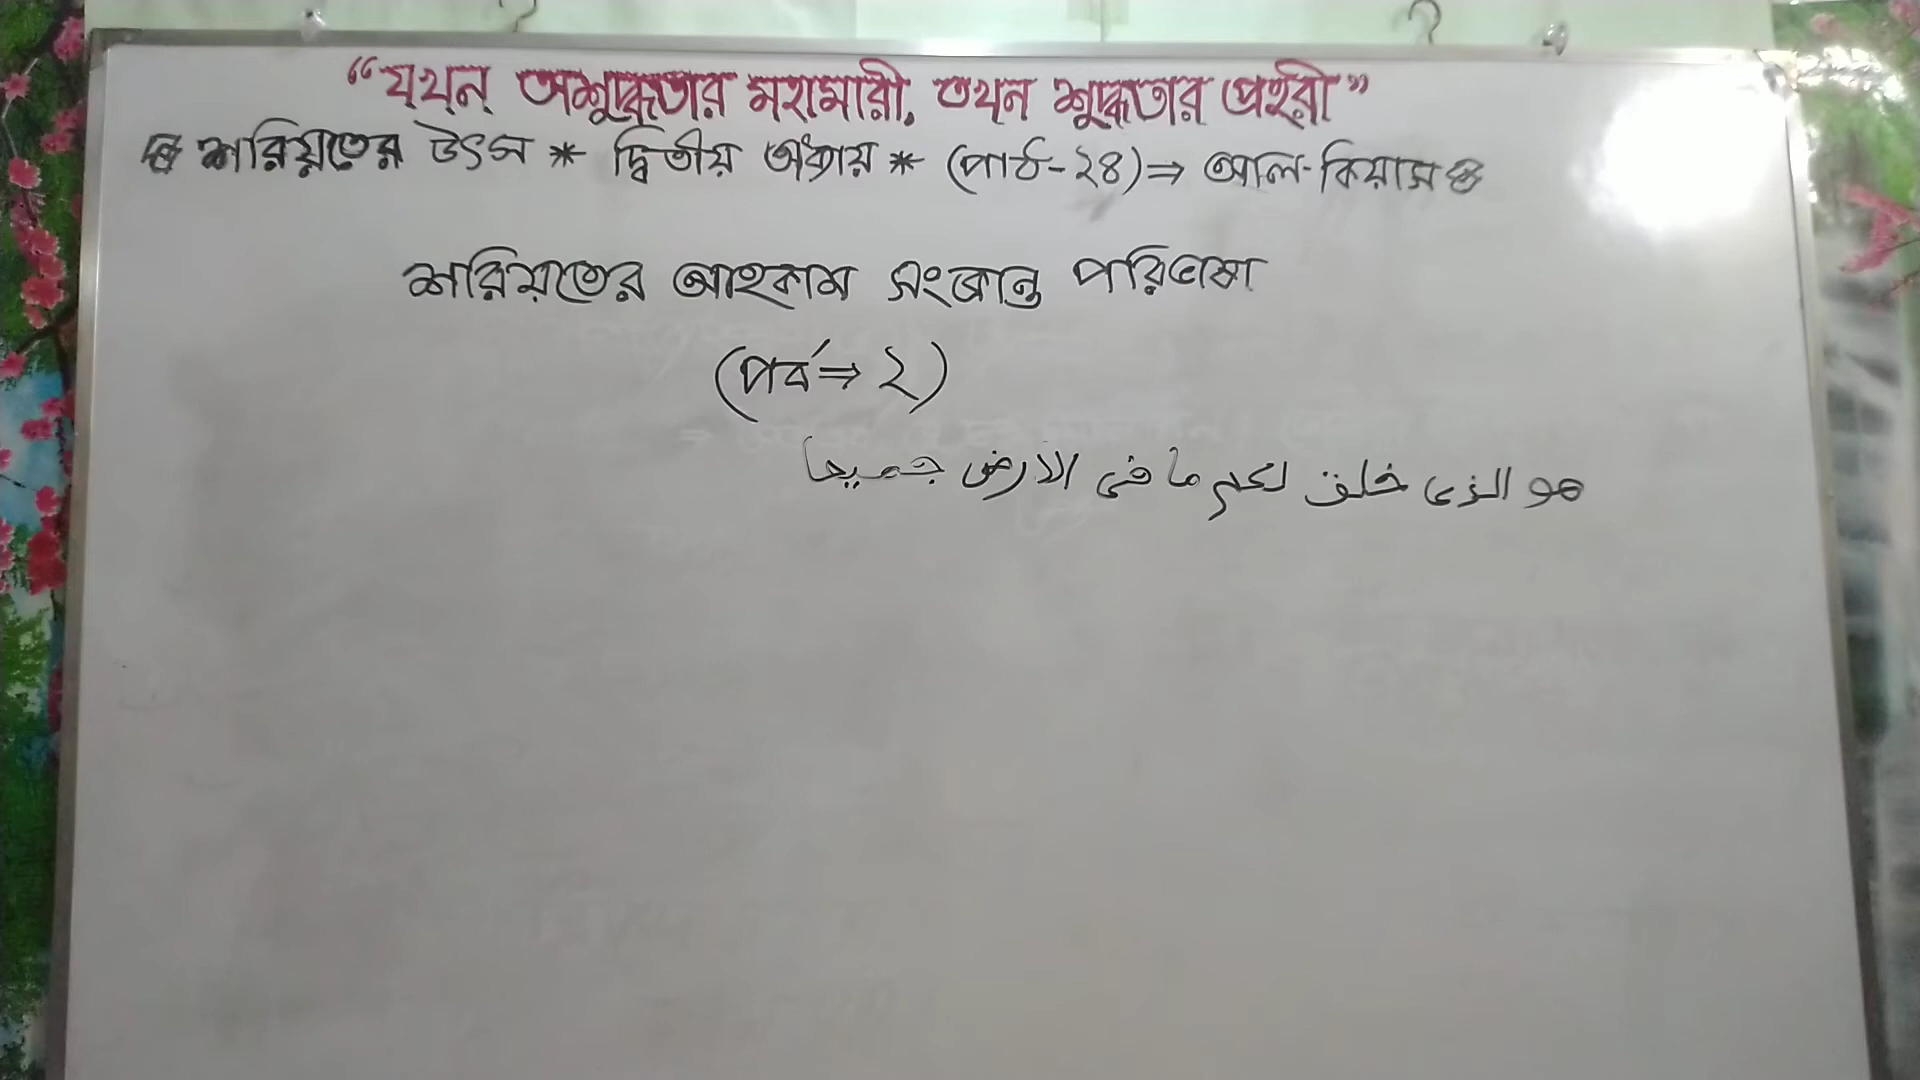 “যখন অশুদ্ধতার মহামারী, তখন শুদ্ধতার প্রহরী”
শরিয়তের উৎস * দ্বিতীয় অধ্যায় * (পাঠ-২৪) ⇒ আল-কিয়াস
শরিয়তের আহকাম সংক্রান্ত পরিভাষা
(পর্ব ⇒ ২)
هو الذى خلق لكم ما فى الارض جميعا